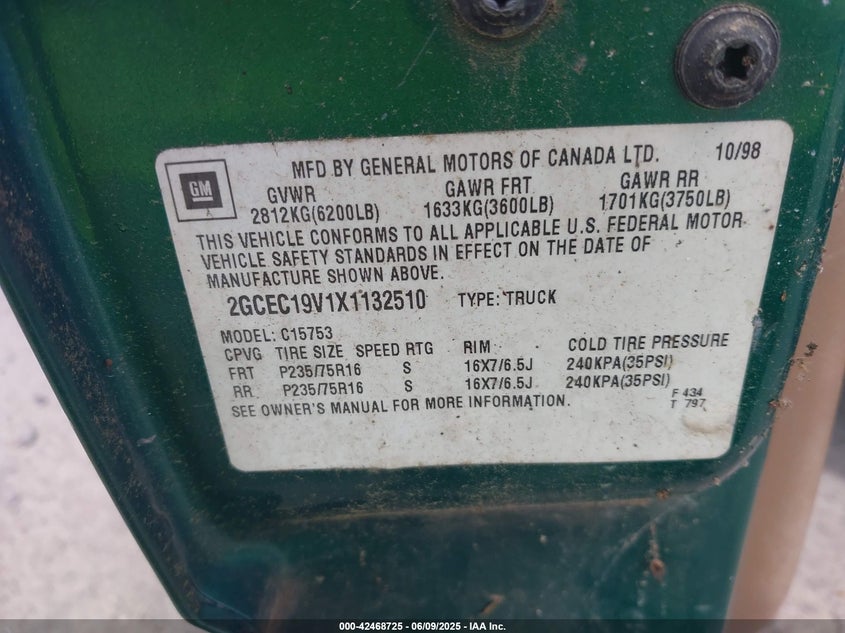 MFD BY GENERAL MOTORS OF CANADA LTD. 10/98
GM
GVWR GAWR FRT GAWR RR
2812KG(6200LB) 1633KG(3600LB) 1701KG(3750LB)
THIS VEHICLE CONFORMS TO ALL APPLICABLE U.S. FEDERAL MOTOR
VEHICLE SAFETY STANDARDS IN EFFECT ON THE DATE OF
MANUFACTURE SHOWN ABOVE.
2GCEC19V1X1132510 TYPE: TRUCK
MODEL: C15753
CPVG TIRE SIZE SPEED RTG RIM COLD TIRE PRESSURE
FRT P235/75R16 S 16X7/6.5J 240KPA(35PSI)
RR P235/75R16 S 16X7/6.5J 240KPA(35PSI)
SEE OWNER'S MANUAL FOR MORE INFORMATION.
F 434
T 797
000-42468725 - 06/09/2025 - IAA Inc.